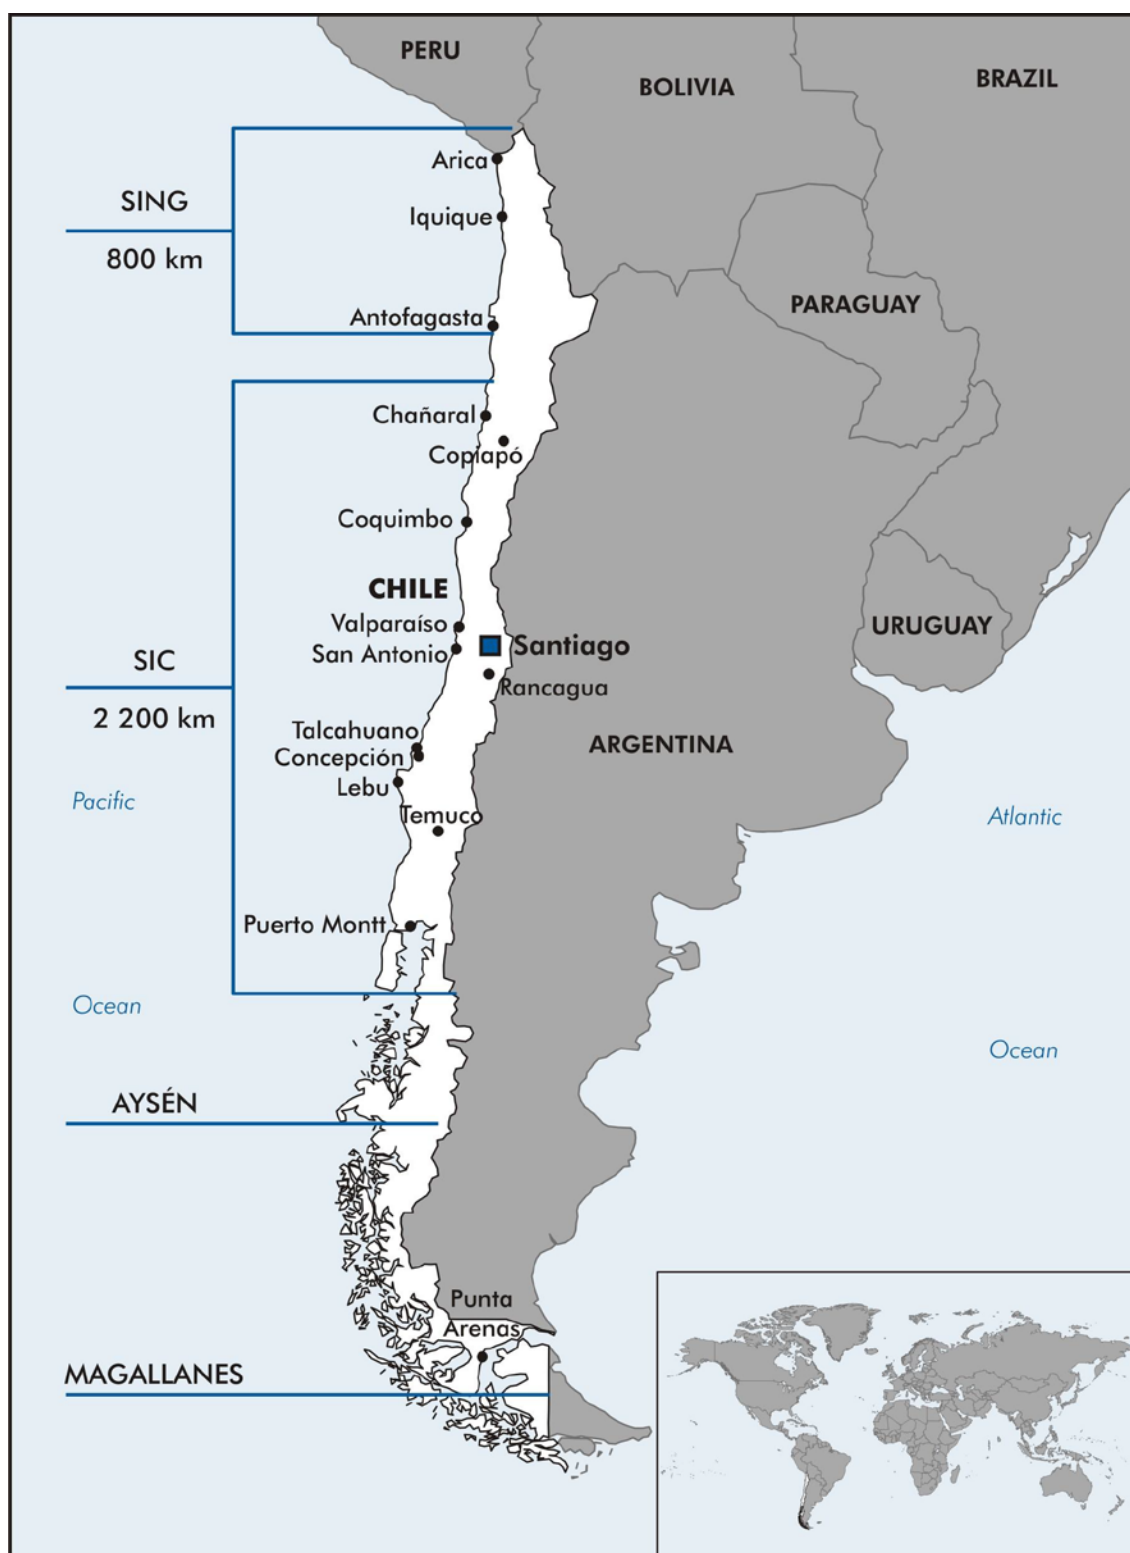 PERU
BOLIVIA
BRAZIL
Arica
SING
Iquique
800 km
PARAGUAY
Antofagasta
Chañaral
Copiapó
Coquimbo
CHILE
Valparaíso
URUGUAY
Santiago
San Antonio
SIC
Rancagua
2 200 km
Talcahuano
ARGENTINA
Concepción
Lebu
Pacific
Temuco
Atlantic
Puerto Montt
Ocean
Ocean
AYSÉN
Punta
Arenas
MAGALLANES